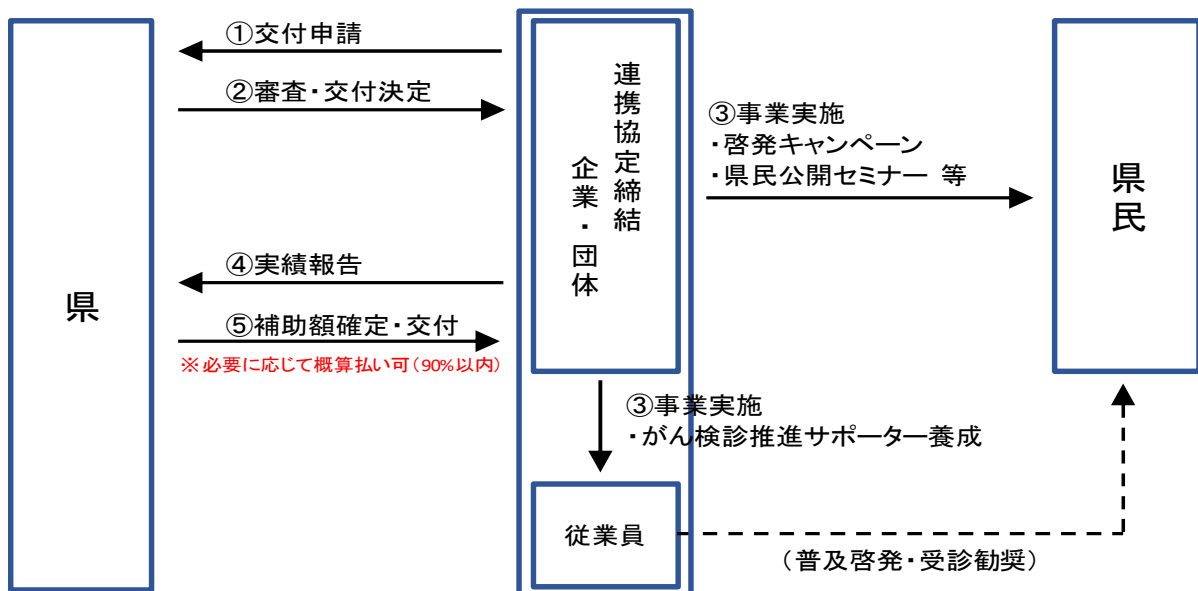 県
①交付申請
②審査・交付決定
④実績報告
⑤補助額確定・交付
※必要に応じて概算払い可(90%以内)
連携協定締結
企業・団体
③事業実施
・啓発キャンペーン
・県民公開セミナー 等
県民
③事業実施
・がん検診推進サポーター養成
従業員
(普及啓発・受診勧奨)